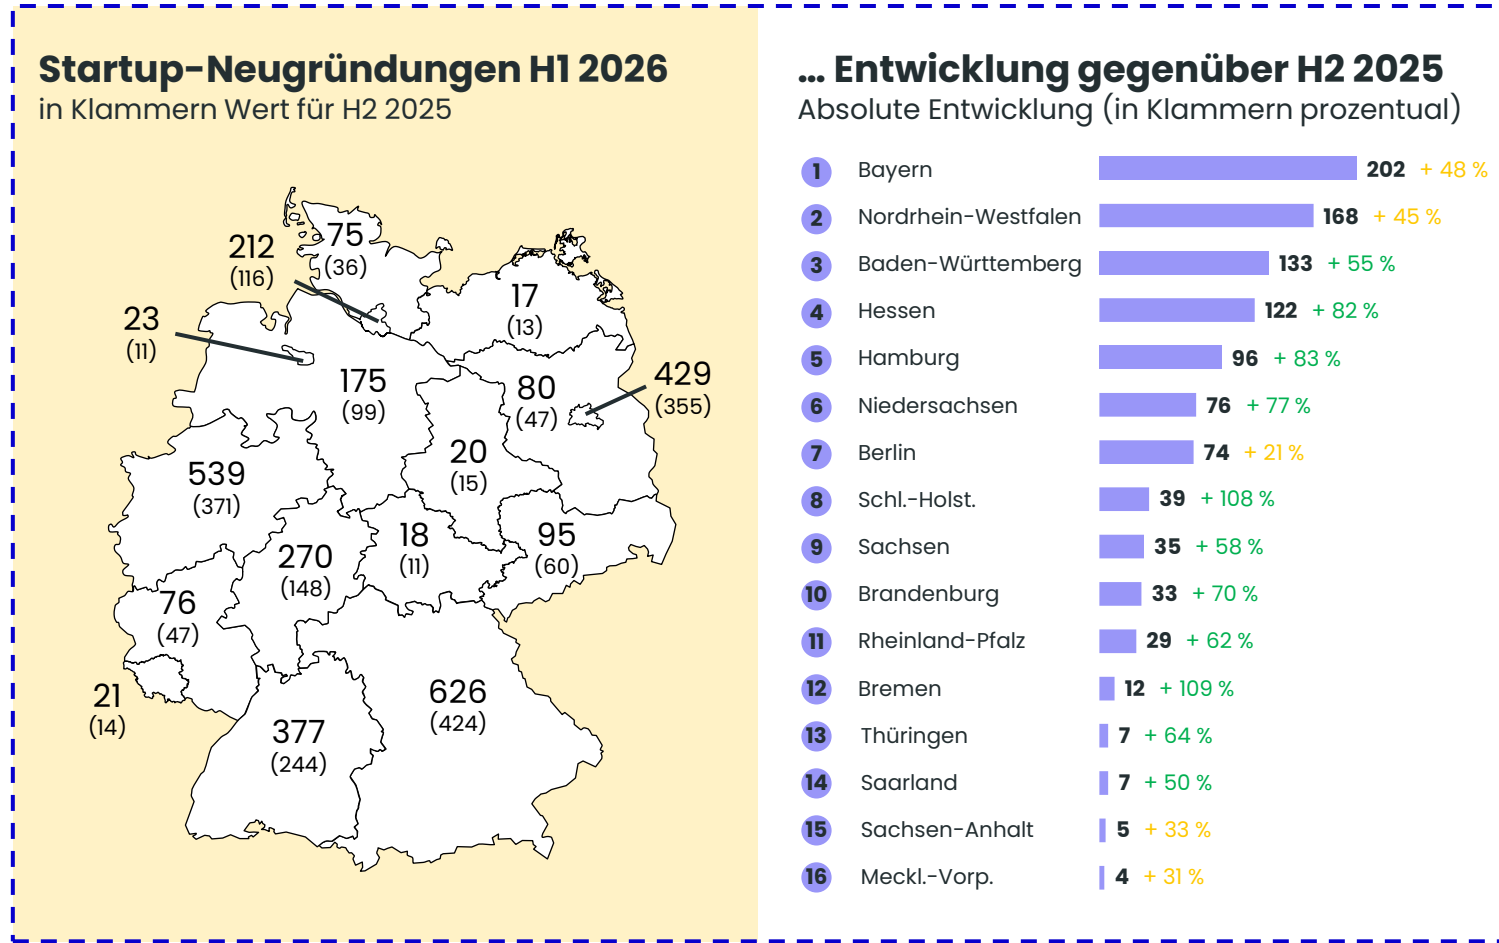 Startup-Neugründungen H1 2026
in Klammern Wert für H2 2025
75
(36)
212
(116)
17
(13)
23
(11)
175
(99)
80
(47)
429
(355)
20
(15)
539
(371)
18
(11)
95
(60)
270
(148)
76
(47)
21
(14)
626
(424)
377
(244)
... Entwicklung gegenüber H2 2025
Absolute Entwicklung (in Klammern prozentual)
1 Bayern 202 + 48 %
2 Nordrhein-Westfalen 168 + 45 %
3 Baden-Württemberg 133 + 55 %
4 Hessen 122 + 82 %
5 Hamburg 96 + 83 %
6 Niedersachsen 76 + 77 %
7 Berlin 74 + 21 %
8 Schl.-Holst. 39 + 108 %
9 Sachsen 35 + 58 %
10 Brandenburg 33 + 70 %
11 Rheinland-Pfalz 29 + 62 %
12 Bremen 12 + 109 %
13 Thüringen 7 + 64 %
14 Saarland 7 + 50 %
15 Sachsen-Anhalt 5 + 33 %
16 Meckl.-Vorp. 4 + 31 %